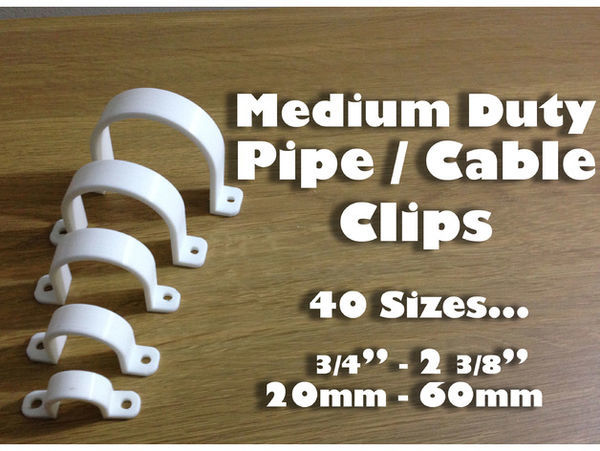 Medium Duty
Pipe / Cable
Clips
40 Sizes...
3/4” - 2 3/8”
20mm - 60mm